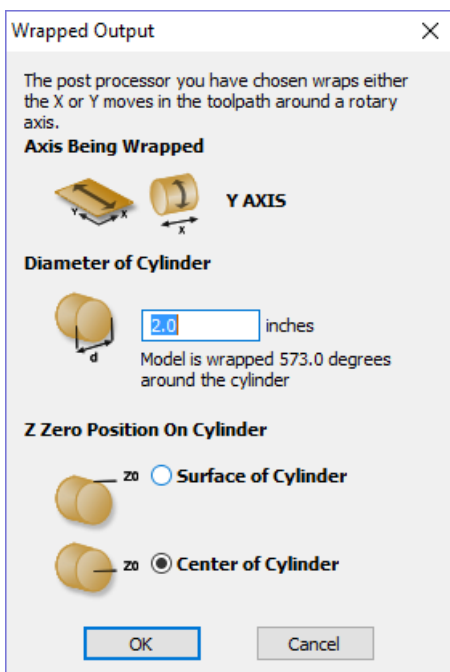 Wrapped Output
The post processor you have chosen wraps either
the X or Y moves in the toolpath around a rotary
axis.
Axis Being Wrapped
Y X
X
Y AXIS
Diameter of Cylinder
d
2.0 inches
Model is wrapped 573.0 degrees
around the cylinder
Z Zero Position On Cylinder
Z0 Surface of Cylinder
Z0 Center of Cylinder
OK Cancel